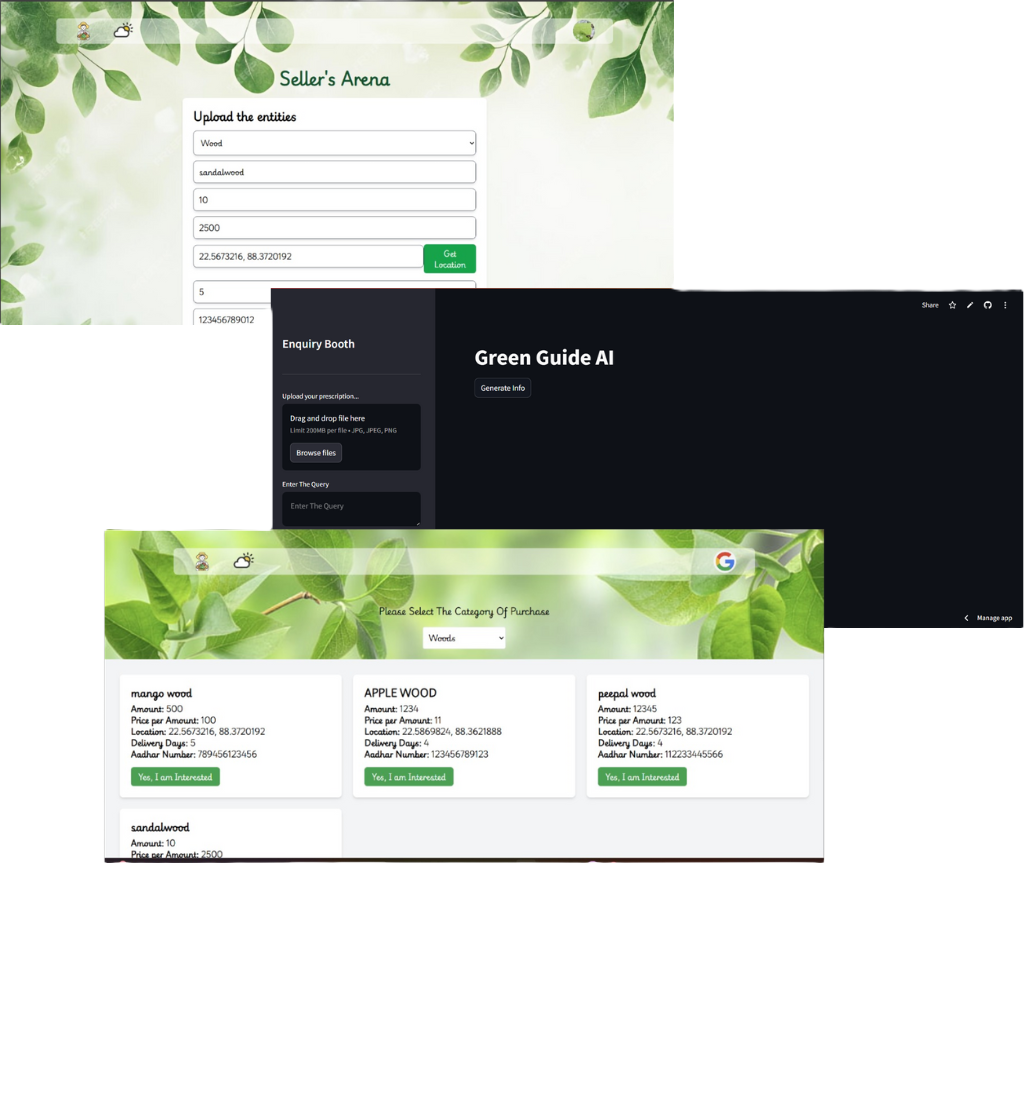 Seller's Arena
Upload the entities
Wood
sandalwood
10
2500
22.5673216, 88.3720192
Get
Location
5
123456789012
Share
Enquiry Booth
Green Guide AI
Generate Info
Upload your prescription...
Drag and drop file here
Limit 200MB per file • JPG, JPEG, PNG
Browse files
Enter The Query
Enter The Query
Manage app
Please Select The Category Of Purchase
Woods
mango wood
Amount: 500
Price per Amount: 100
Location: 22.5673216, 88.3720192
Delivery Days: 5
Aadhar Number: 789456123456
Yes, I am Interested
APPLE WOOD
Amount: 1234
Price per Amount: 11
Location: 22.5869824, 88.3621888
Delivery Days: 4
Aadhar Number: 123456789123
Yes, I am Interested
peepal wood
Amount: 12345
Price per Amount: 123
Location: 22.5673216, 88.3720192
Delivery Days: 4
Aadhar Number: 112233445566
Yes, I am Interested
sandalwood
Amount: 10
Price per Amount: 2500